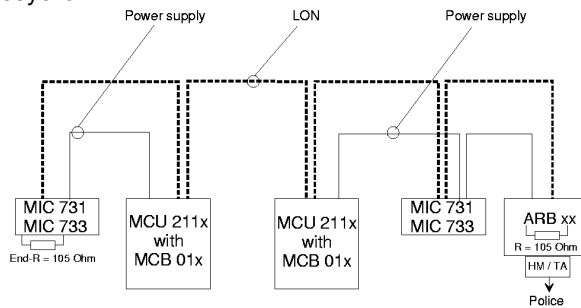 Power supply
LON
Power supply
MIC 731
MIC 733
End-R = 105 Ohm
MCU 211x
with
MCB 01x
MCU 211x
with
MCB 01x
MIC 731
MIC 733
ARB xx
R = 105 Ohm
HM / TA
Police